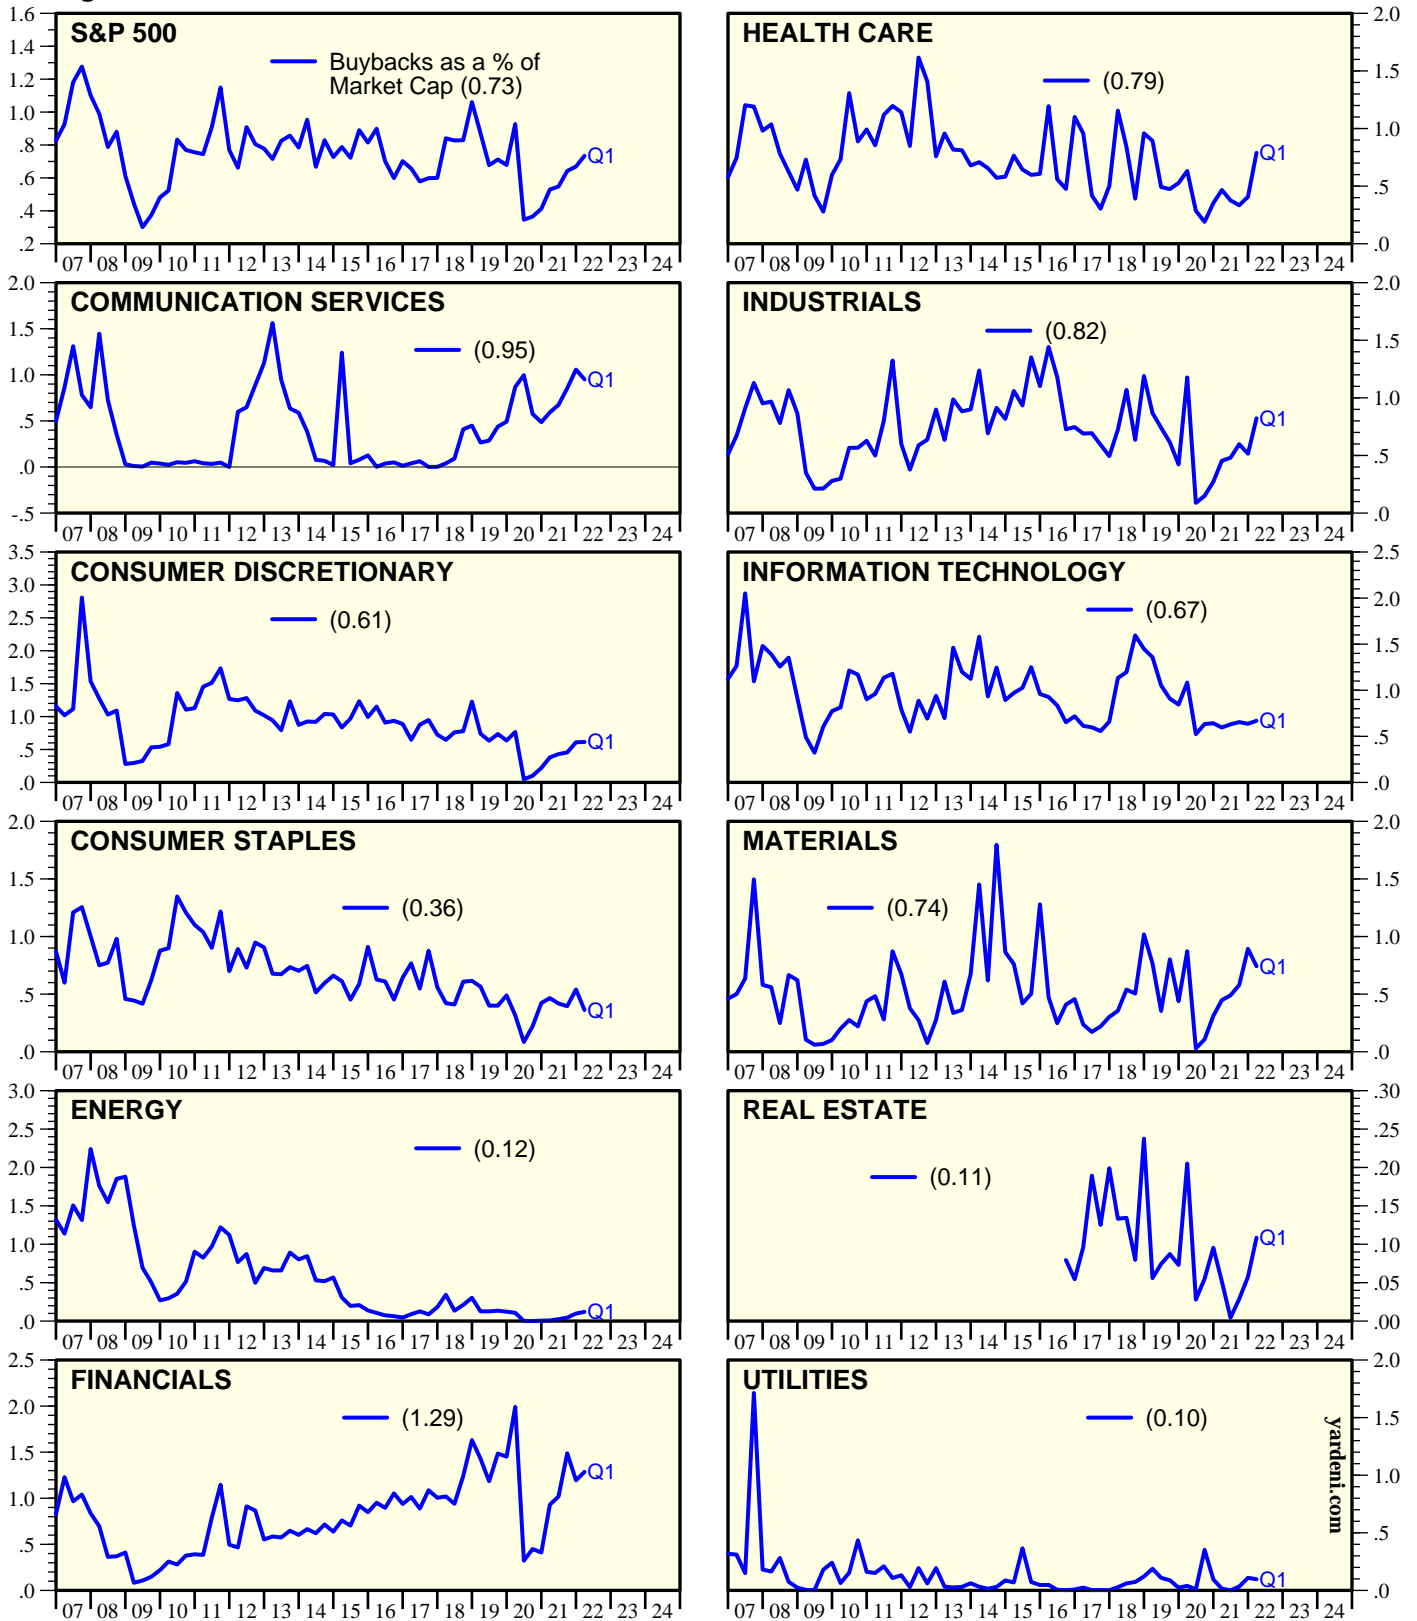 S&P 500
Buybacks as a % of
Market Cap (0.73)
1.6
1.4
1.2
1.0
.8
.6
.4
.2
Q1
07 08 09 10 11 12 13 14 15 16 17 18 19 20 21 22 23 24
HEALTH CARE
(0.79)
2.0
1.5
1.0
.5
.0
Q1
07 08 09 10 11 12 13 14 15 16 17 18 19 20 21 22 23 24
COMMUNICATION SERVICES
(0.95)
2.0
1.5
1.0
.5
.0
-.5
Q1
07 08 09 10 11 12 13 14 15 16 17 18 19 20 21 22 23 24
INDUSTRIALS
(0.82)
2.0
1.5
1.0
.5
.0
Q1
07 08 09 10 11 12 13 14 15 16 17 18 19 20 21 22 23 24
CONSUMER DISCRETIONARY
(0.61)
3.5
3.0
2.5
2.0
1.5
1.0
.5
.0
Q1
07 08 09 10 11 12 13 14 15 16 17 18 19 20 21 22 23 24
INFORMATION TECHNOLOGY
(0.67)
2.5
2.0
1.5
1.0
.5
.0
Q1
07 08 09 10 11 12 13 14 15 16 17 18 19 20 21 22 23 24
CONSUMER STAPLES
(0.36)
2.0
1.5
1.0
.5
.0
Q1
07 08 09 10 11 12 13 14 15 16 17 18 19 20 21 22 23 24
MATERIALS
(0.74)
2.0
1.5
1.0
.5
.0
Q1
07 08 09 10 11 12 13 14 15 16 17 18 19 20 21 22 23 24
ENERGY
(0.12)
3.0
2.5
2.0
1.5
1.0
.5
.0
Q1
07 08 09 10 11 12 13 14 15 16 17 18 19 20 21 22 23 24
REAL ESTATE
(0.11)
.30
.25
.20
.15
.10
.05
.00
Q1
07 08 09 10 11 12 13 14 15 16 17 18 19 20 21 22 23 24
FINANCIALS
(1.29)
2.5
2.0
1.5
1.0
.5
.0
Q1
07 08 09 10 11 12 13 14 15 16 17 18 19 20 21 22 23 24
UTILITIES
(0.10)
2.0
1.5
1.0
.5
.0
Q1
07 08 09 10 11 12 13 14 15 16 17 18 19 20 21 22 23 24
yardeni.com